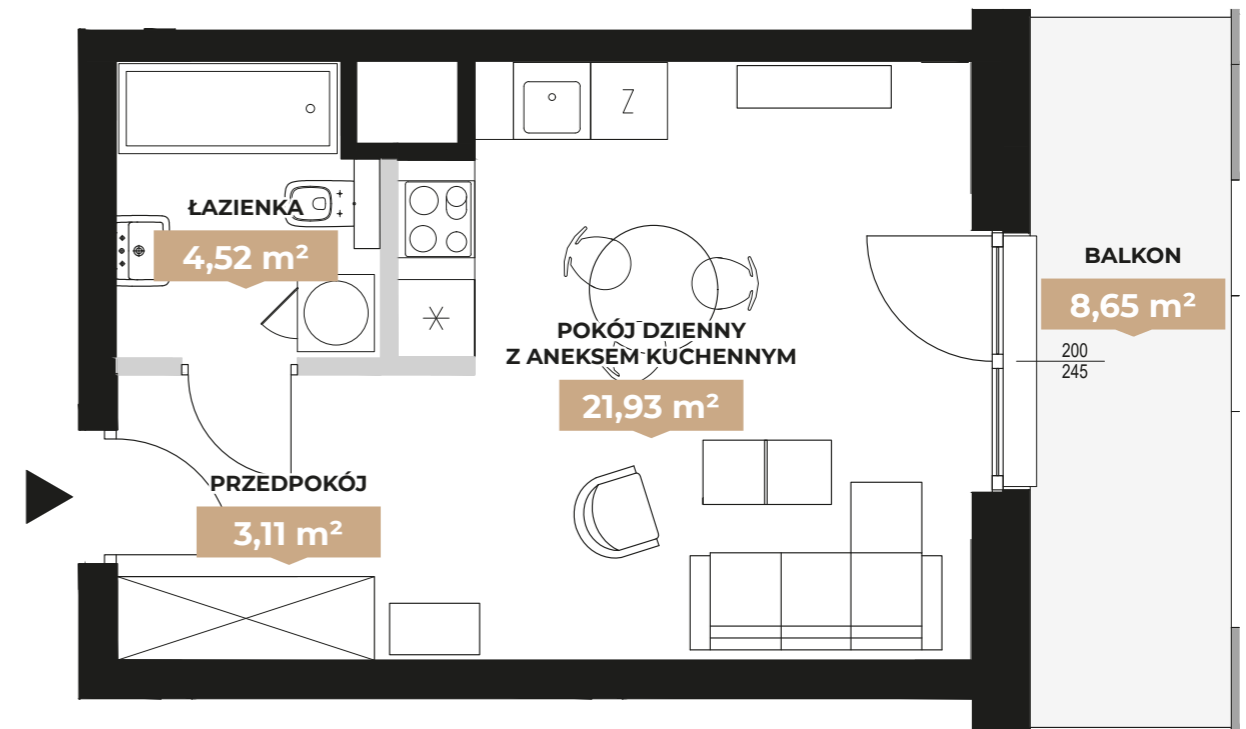 Z
ŁAZIENKA
4,52 m²
BALKON
8,65 m²
POKÓJ DZIENNY
Z ANEKSEM KUCHENNYM
21,93 m²
200
245
PRZEDPOKÓJ
3,11 m²